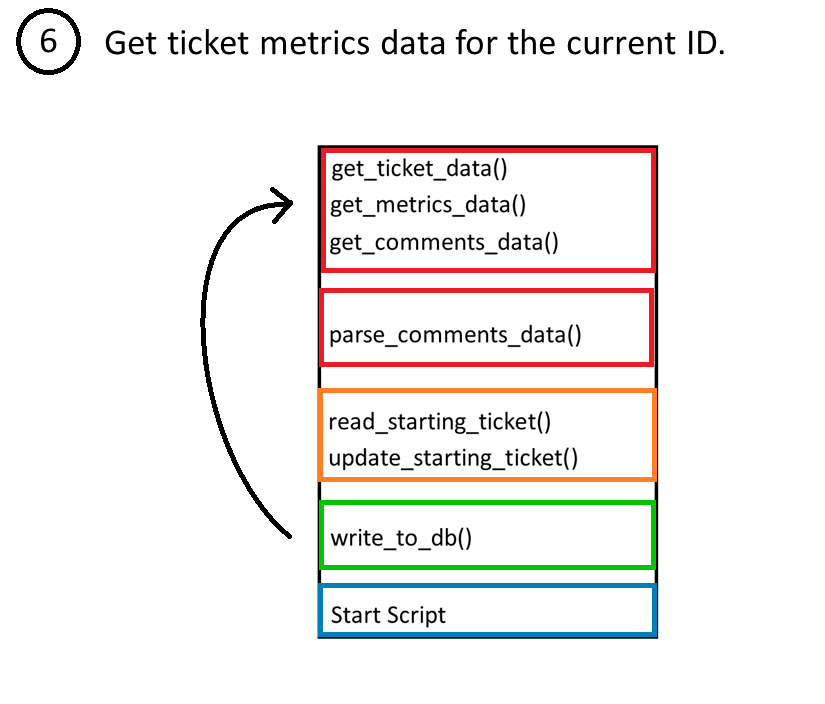 6 Get ticket metrics data for the current ID.
get_ticket_data()
get_metrics_data()
get_comments_data()
parse_comments_data()
read_starting_ticket()
update_starting_ticket()
write_to_db()
Start Script